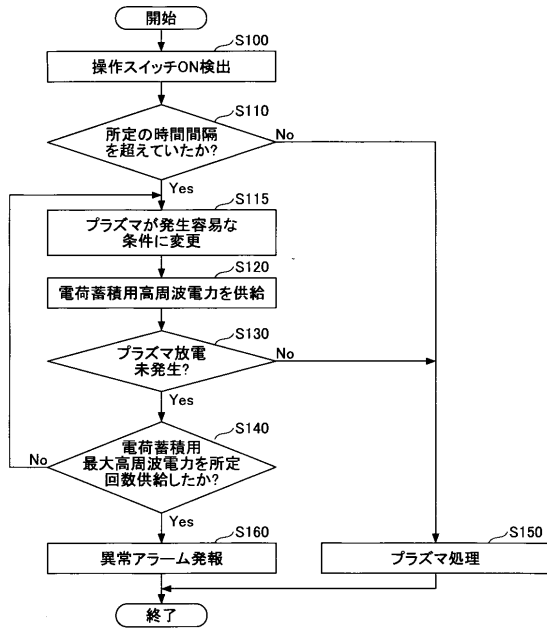 開始
S100
操作スイッチON検出
S110
所定の時間間隔
を超えていたか?
No
Yes
S115
プラズマが発生容易な
条件に変更
S120
電荷蓄積用高周波電力を供給
S130
プラズマ放電
未発生?
No
Yes
S140
電荷蓄積用
最大高周波電力を所定
回数供給したか?
No
Yes
S160
異常アラーム発報
S150
プラズマ処理
終了